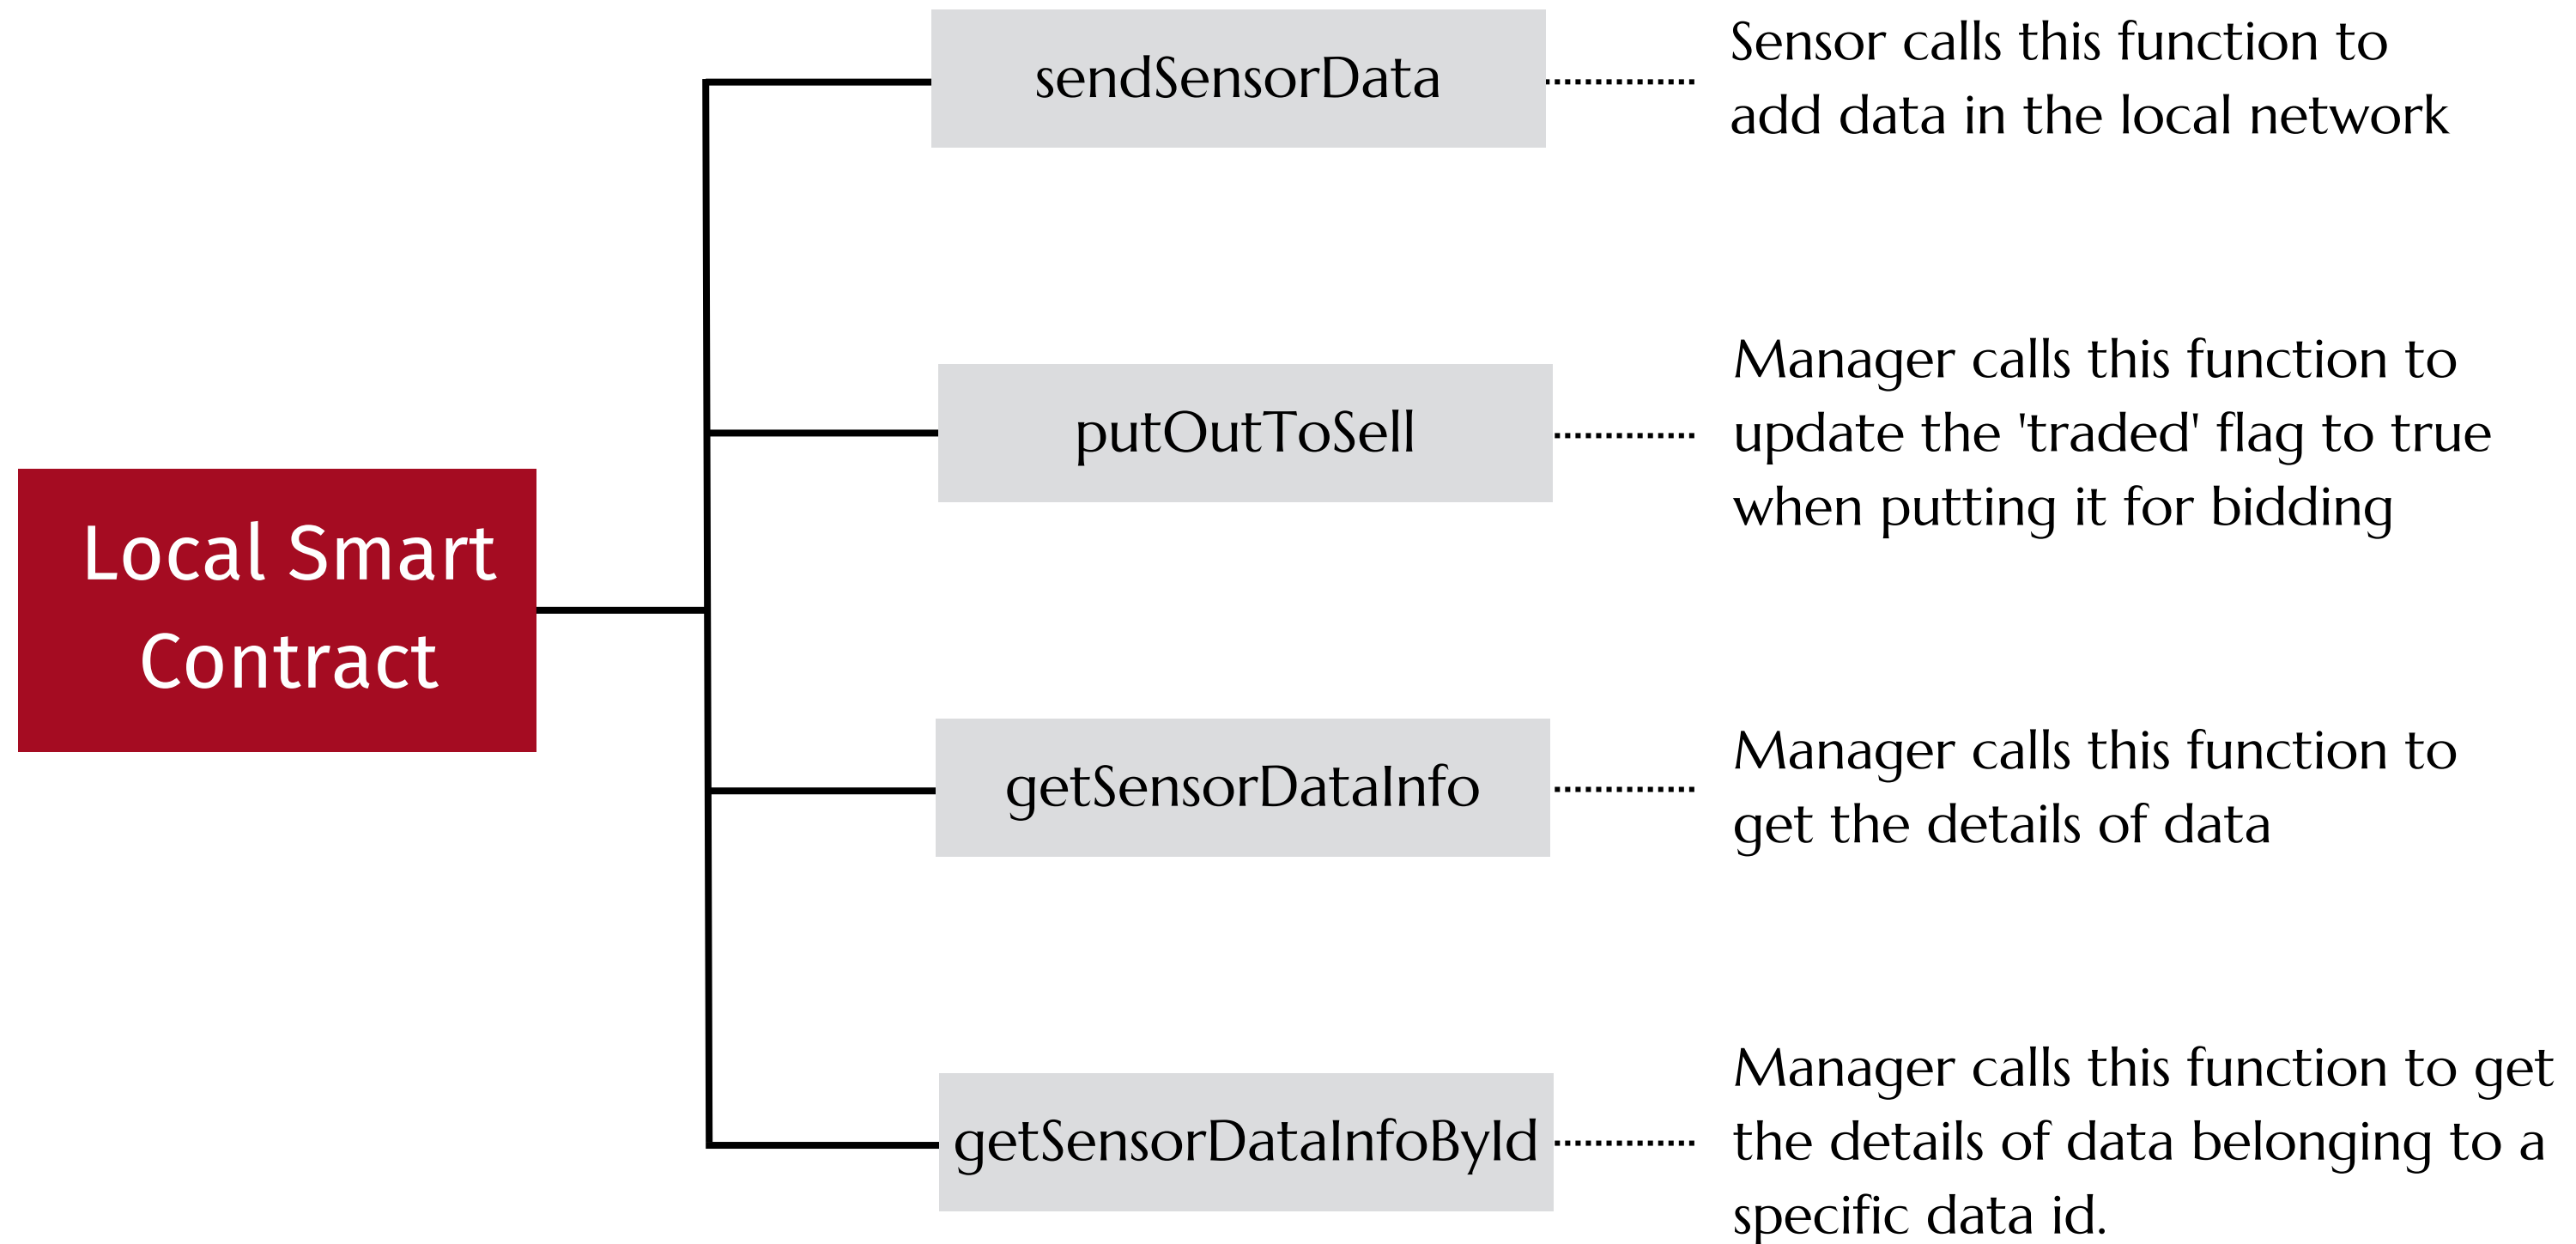 Local Smart
Contract
sendSensorData
Sensor calls this function to
add data in the local network
putOutToSell
Manager calls this function to
update the 'traded' flag to true
when putting it for bidding
getSensorDataInfo
Manager calls this function to
get the details of data
getSensorDataInfoById
Manager calls this function to get
the details of data belonging to a
specific data id.